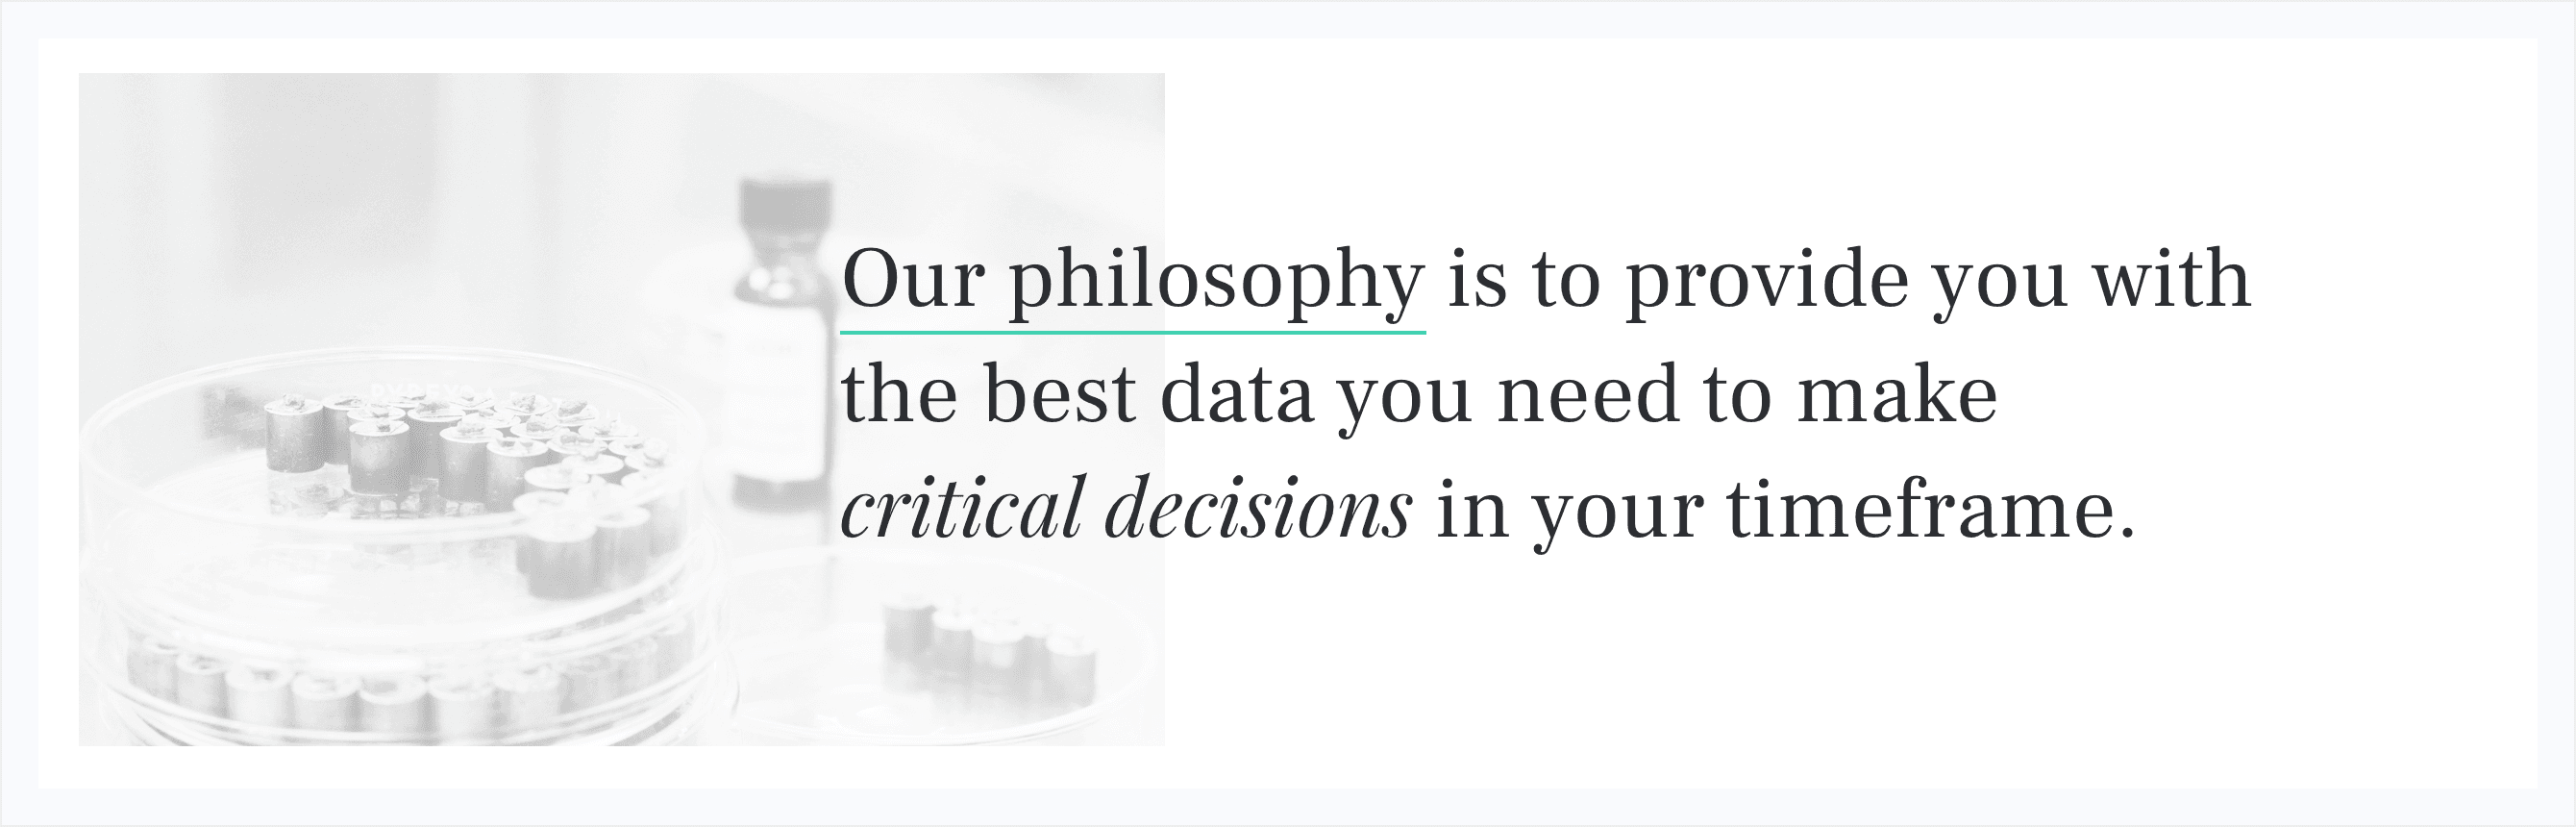 Our philosophy is to provide you with
the best data you need to make
critical decisions in your timeframe.